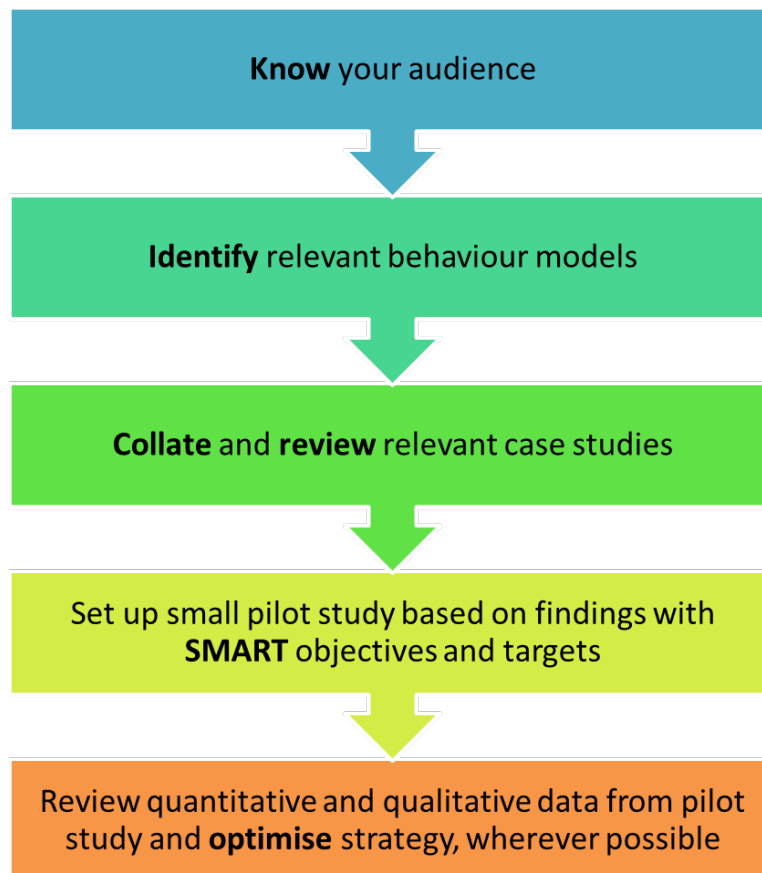 Know your audience
Identify relevant behaviour models
Collate and review relevant case studies
Set up small pilot study based on findings with
SMART objectives and targets
Review quantitative and qualitative data from pilot
study and optimise strategy, wherever possible